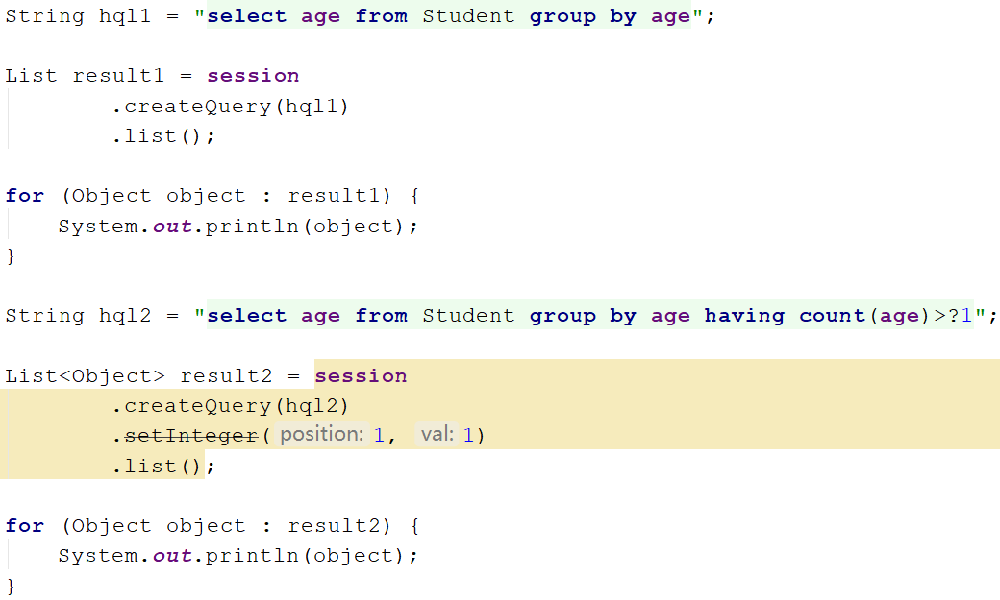 String hql1 = "select age from Student group by age";
List result1 = session
.createQuery(hql1)
.list();
for (Object object : result1) {
System.out.println(object);
}
String hql2 = "select age from Student group by age having count(age)>?1";
List<Object> result2 = session
.createQuery(hql2)
.setInteger( position: 1, val: 1)
.list();
for (Object object : result2) {
System.out.println(object);
}